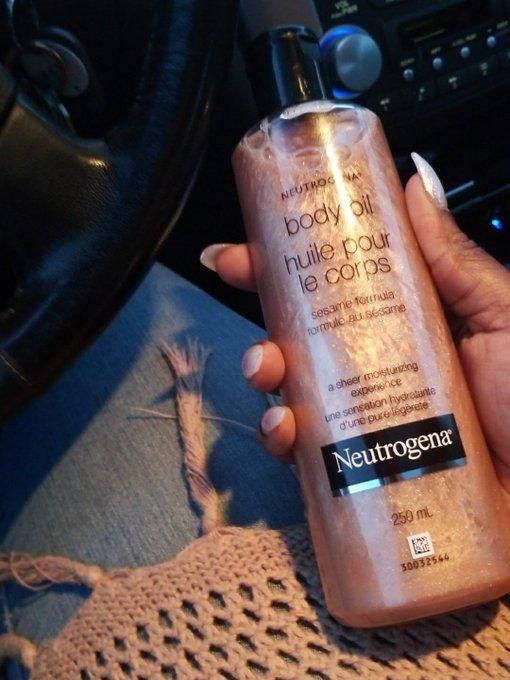 NEUTROGENA®
body oil
huile pour
le corps
sesame formula
formule au sésame
a sheer moisturizing
experience
une sensation hydratante
d'une pure légèreté
Neutrogena®
250 mL
30032544
VOL